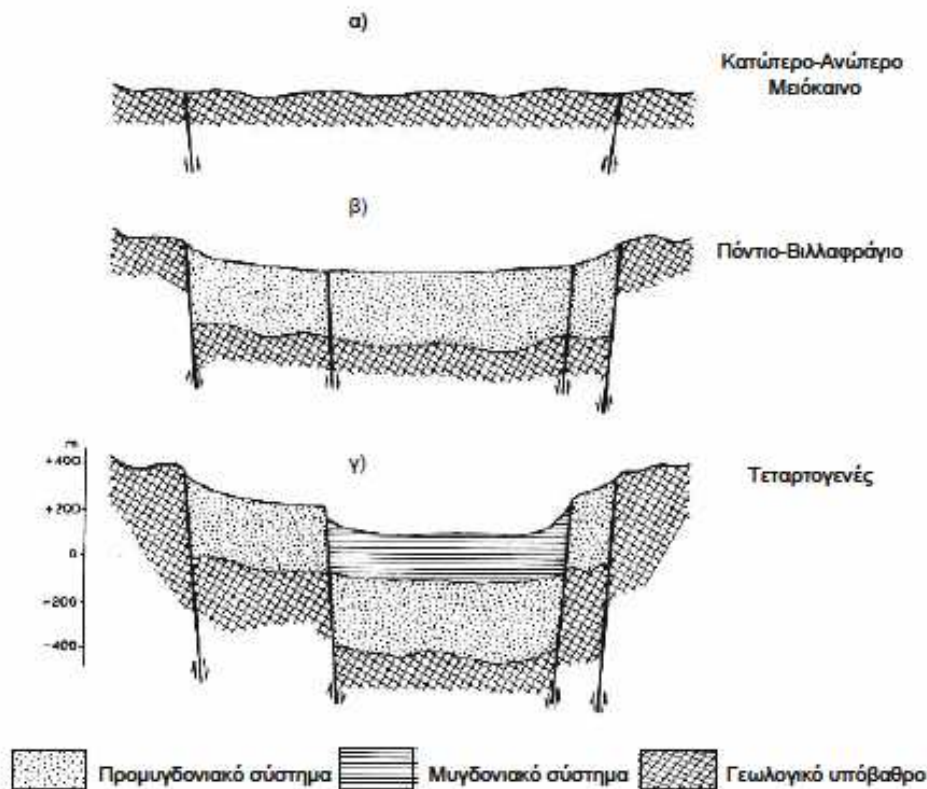 α)
Κατώτερο-Ανώτερο
Μειόκαινο
β)
Πόντιο-Βιλλαφράγιο
γ)
Τεταρτογενές
m
+400
+200
0
-200
-400
Προμυγδονιακό σύστημα
Μυγδονιακό σύστημα
Γεωλογικό υπόβαθρο